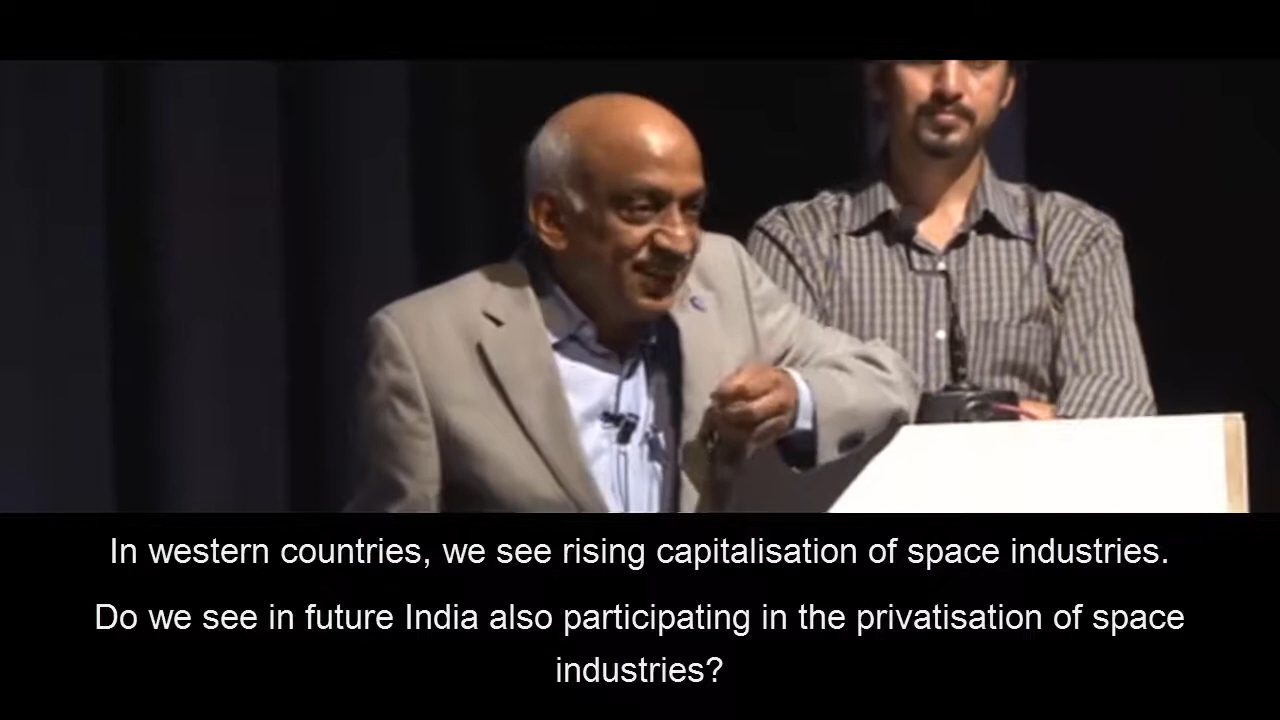 In western countries, we see rising capitalisation of space industries.
Do we see in future India also participating in the privatisation of space
industries?